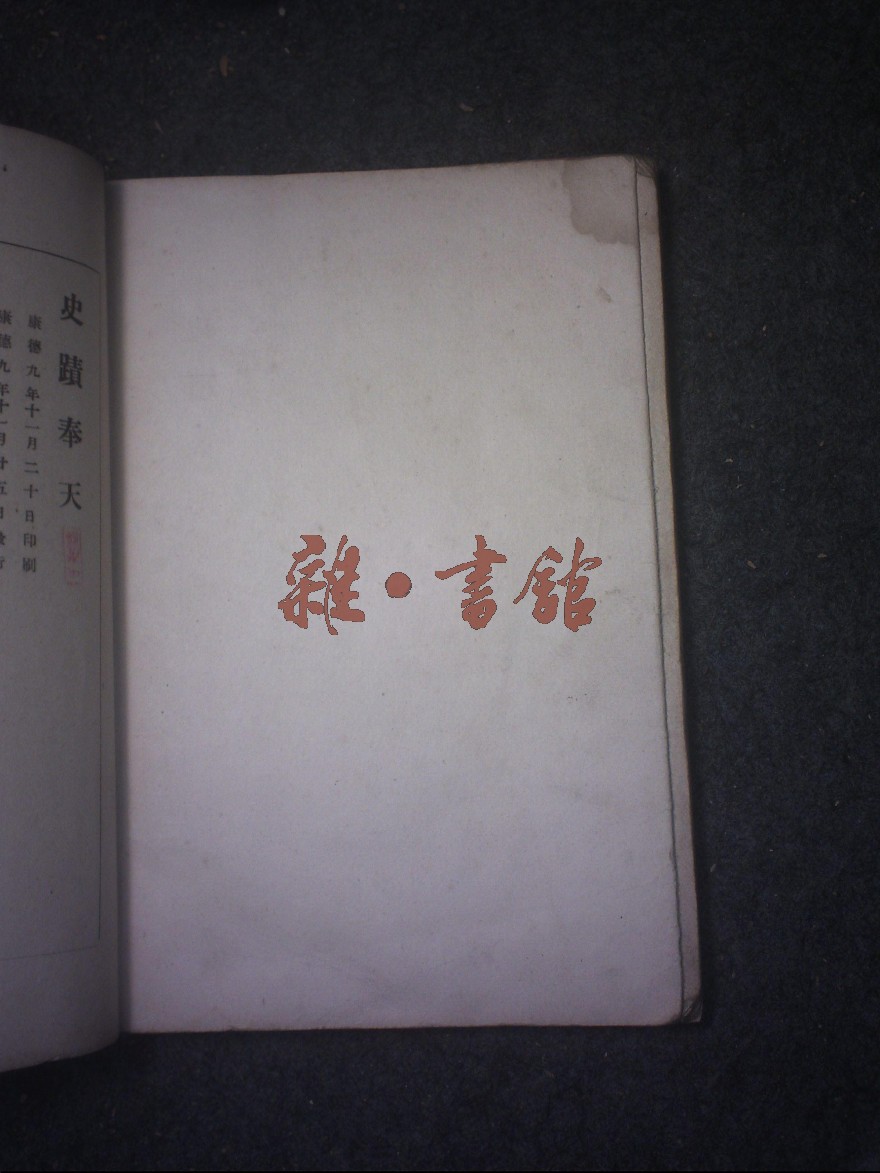 史蹟奉天
康德九年十一月二十日印刷
康德九年十一月廿五日發行
雜·書館